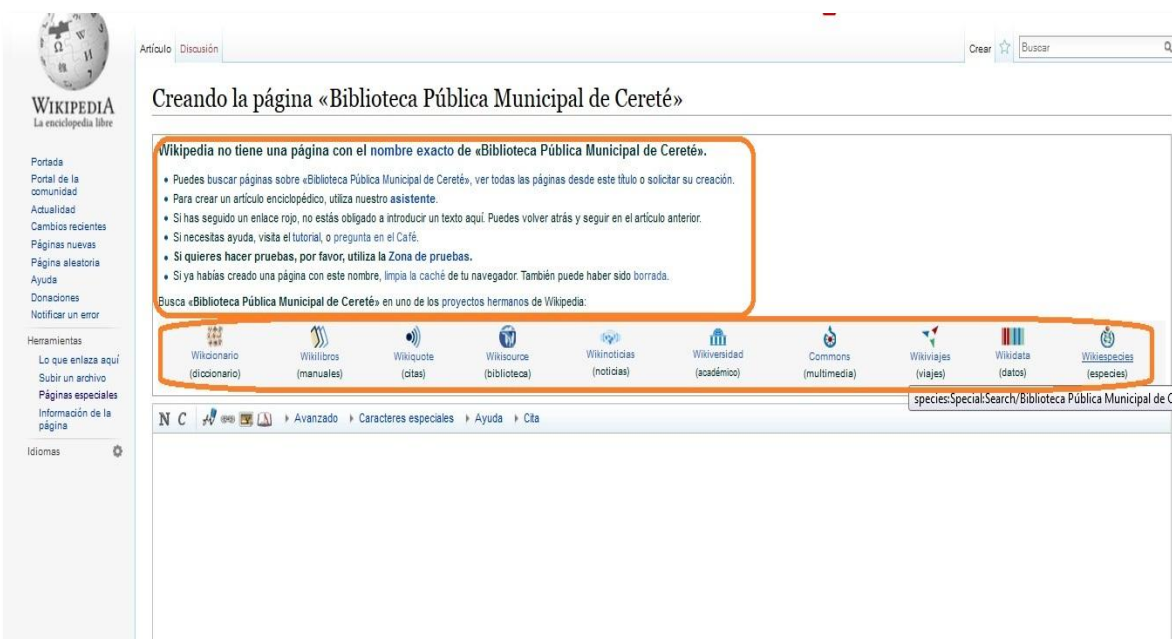 WIKIPEDIA
La enciclopedia libre
Artículo Discusión
Crear Buscar
Portada
Portal de la
comunidad
Actualidad
Cambios recientes
Páginas nuevas
Página aleatoria
Ayuda
Donaciones
Notificar un error
Herramientas
Lo que enlaza aquí
Subir un archivo
Páginas especiales
Información de la
página
Idiomas
Creando la página «Biblioteca Pública Municipal de Cereté»
Wikipedia no tiene una página con el nombre exacto de «Biblioteca Pública Municipal de Cereté».
• Puedes buscar páginas sobre «Biblioteca Pública Municipal de Cereté», ver todas las páginas desde este título o solicitar su creación.
• Para crear un artículo enciclopédico, utiliza nuestro asistente.
• Si has seguido un enlace rojo, no estás obligado a introducir un texto aquí. Puedes volver atrás y seguir en el artículo anterior.
• Si necesitas ayuda, visita el tutorial, o pregunta en el Café.
• Si quieres hacer pruebas, por favor, utiliza la Zona de pruebas.
• Si ya habías creado una página con este nombre, limpia la caché de tu navegador. También puede haber sido borrada.
Busca «Biblioteca Pública Municipal de Cereté» en uno de los proyectos hermanos de Wikipedia:
Wikcionario Wikilibros Wikiquote Wikisource Wikinoticias Wikiversidad Commons Wikiviajes Wikidata Wikiespecies
(diccionario) (manuales) (citas) (biblioteca) (noticias) (académico) (multimedia) (viajes) (datos) (especies)
species:Special:Search/Biblioteca Pública Municipal de C
N C Avanzado Caracteres especiales Ayuda Cita